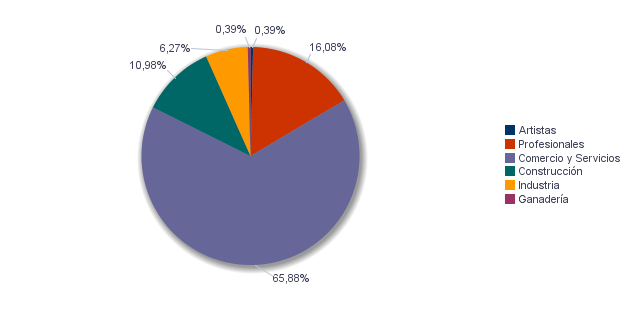 0,39%
0,39%
16,08%
6,27%
10,98%
65,88%
Artistas
Profesionales
Comercio y Servicios
Construcción
Industria
Ganadería